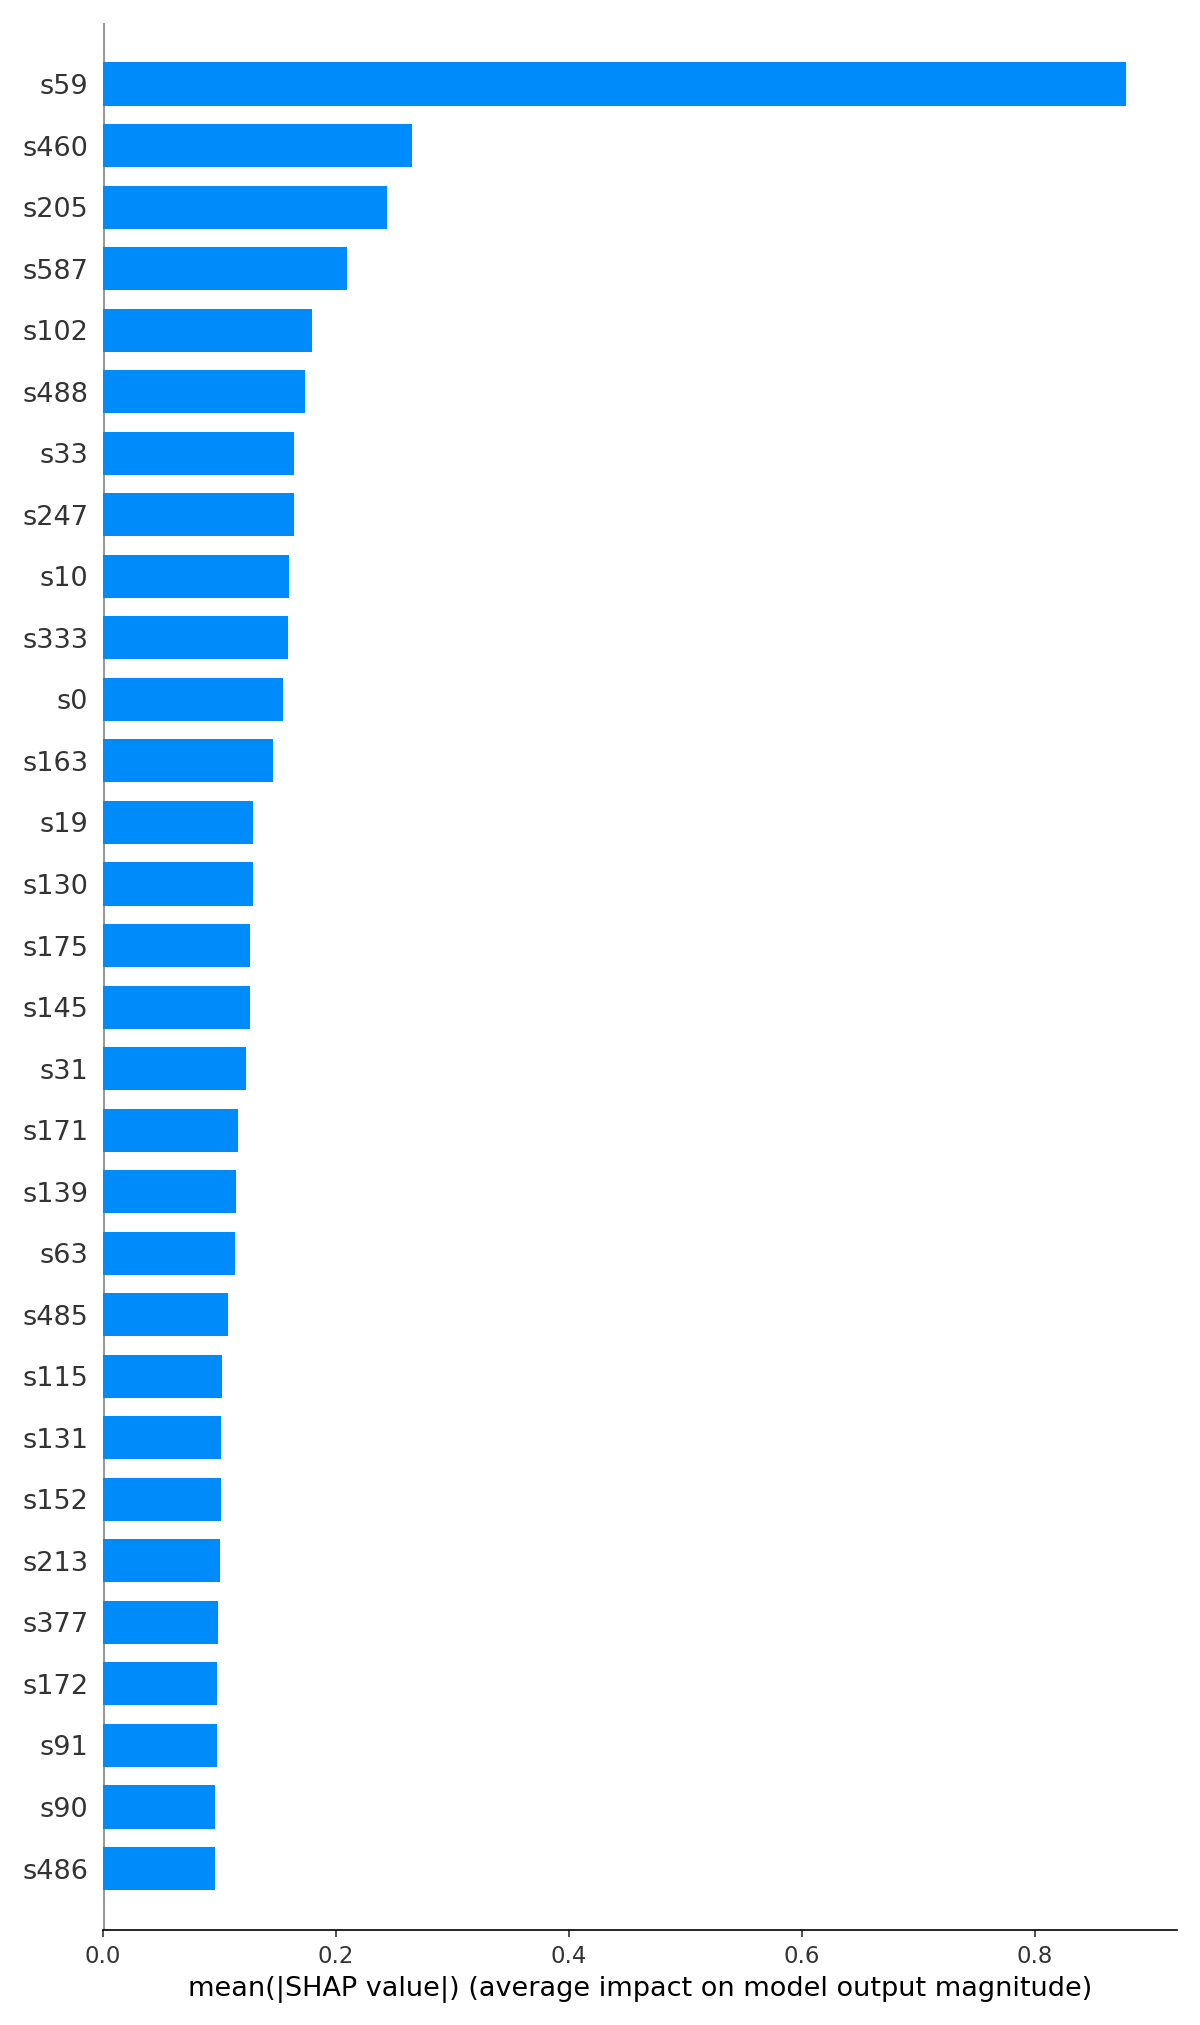 s59
s460
s205
s587
s102
s488
s33
s247
s10
s333
s0
s163
s19
s130
s175
s145
s31
s171
s139
s63
s485
s115
s131
s152
s213
s377
s172
s91
s90
s486
0.0 0.2 0.4 0.6 0.8
mean(|SHAP value|) (average impact on model output magnitude)